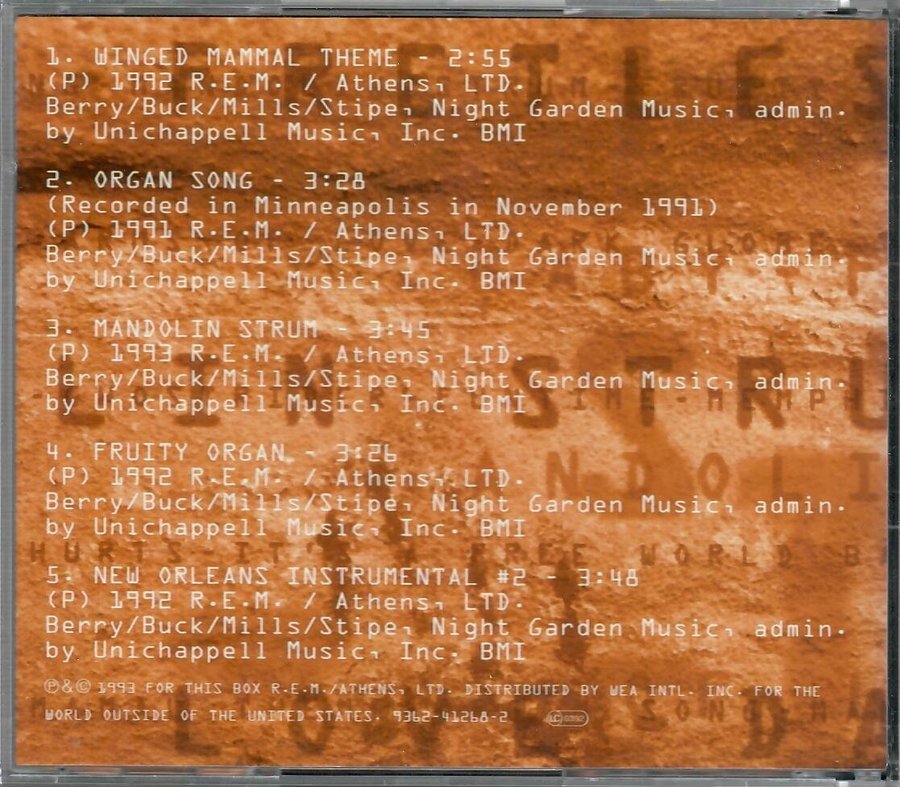 1. WINGED MAMMAL THEME - 2:55
(P) 1992 R.E.M. / Athens, LTD.
Berry/Buck/Mills/Stipe, Night Garden Music, admin.
by Unichappell Music, Inc. BMI
2. ORGAN SONG - 3:28
(Recorded in Minneapolis in November 1991)
(P) 1991 R.E.M. / Athens, LTD.
Berry/Buck/Mills/Stipe, Night Garden Music, admin.
by Unichappell Music, Inc. BMI
3. MANDOLIN STRUM - 3:45
(P) 1993 R.E.M. / Athens, LTD.
Berry/Buck/Mills/Stipe, Night Garden Music, admin.
by Unichappell Music, Inc. BMI
4. FRUITY ORGAN - 3:26
(P) 1992 R.E.M. / Athens, LTD.
Berry/Buck/Mills/Stipe, Night Garden Music, admin.
by Unichappell Music, Inc. BMI
HURTS-IT'S A FREE WORLD
5. NEW ORLEANS INSTRUMENTAL #2 - 3:48
(P) 1992 R.E.M. / Athens, LTD.
Berry/Buck/Mills/Stipe, Night Garden Music, admin.
by Unichappell Music, Inc. BMI
℗&© 1993 FOR THIS BOX R.E.M./ATHENS, LTD. DISTRIBUTED BY WEA INTL. INC. FOR THE
WORLD OUTSIDE OF THE UNITED STATES. 9362-41268-2 LC 0392